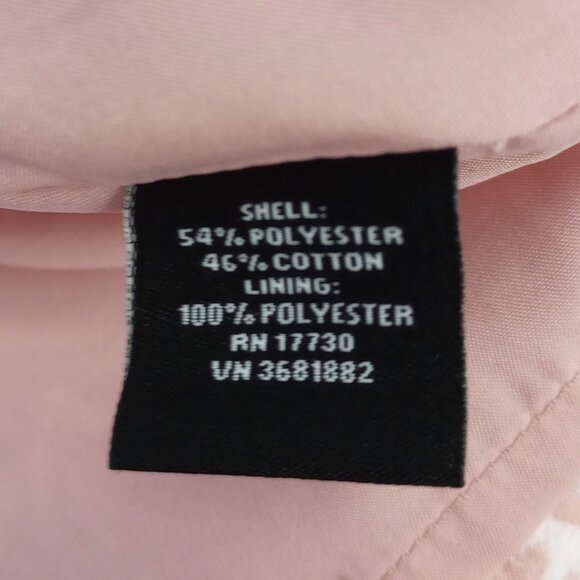 SHELL:
54% POLYESTER
46% COTTON
LINING:
100% POLYESTER
RN 17730
VN 3681882